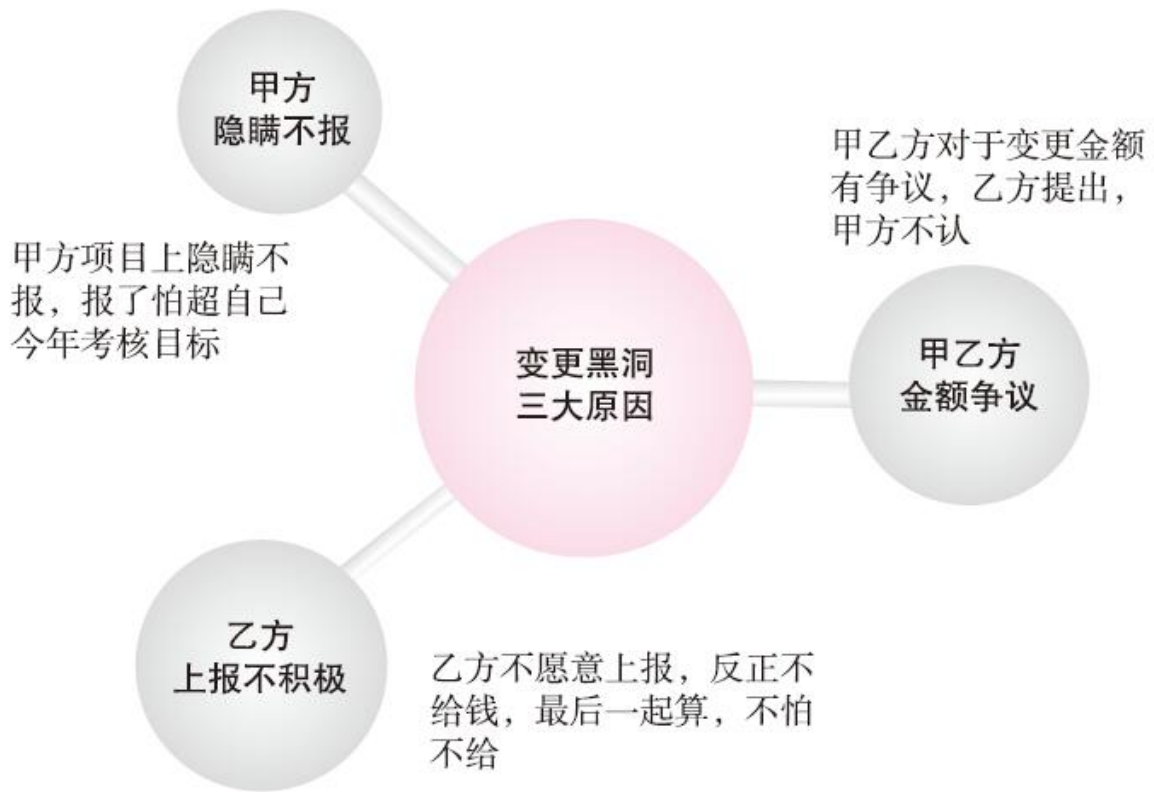 甲方
隐瞒不报
甲方项目上隐瞒不
报，报了怕超自己
今年考核目标
变更黑洞
三大原因
甲乙方对于变更金额
有争议，乙方提出，
甲方不认
甲乙方
金额争议
乙方
上报不积极
乙方不愿意上报，反正不
给钱，最后一起算，不怕
不给